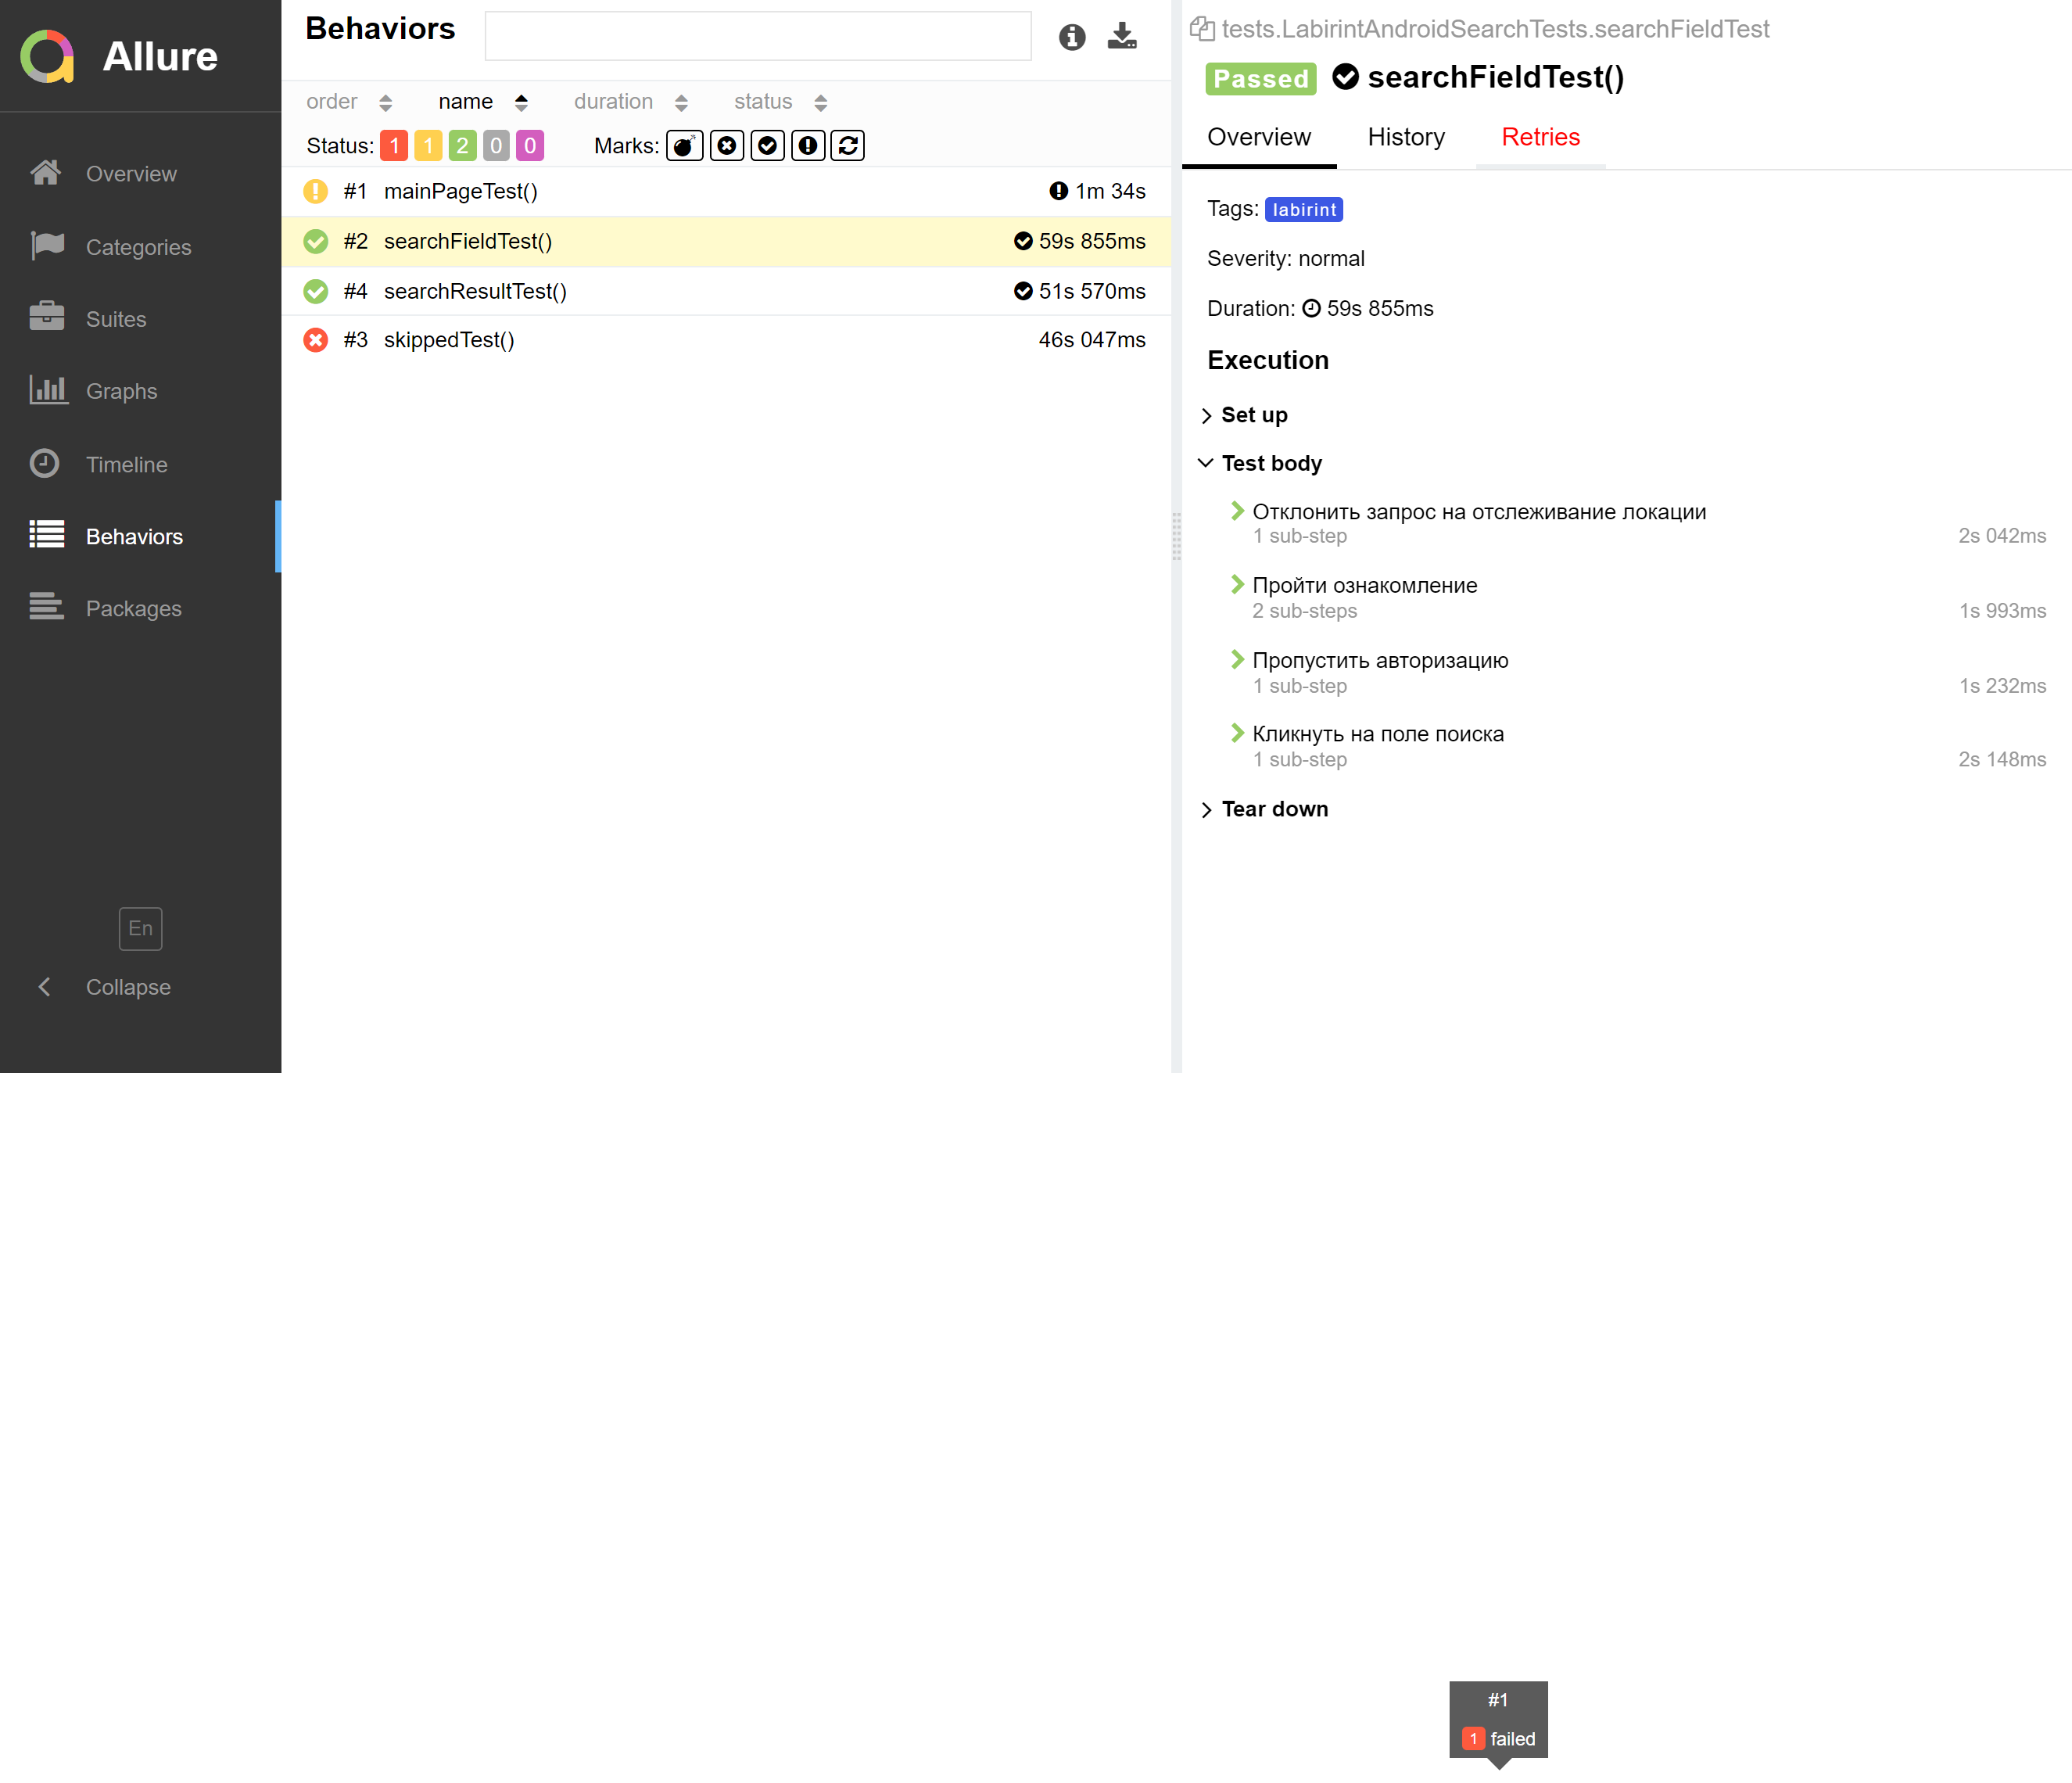 Allure
Overview
Categories
Suites
Graphs
Timeline
Behaviors
Packages
En
Collapse
Behaviors
order name duration status
Status: 1 1 2 0 0 Marks:
#1 mainPageTest() 1m 34s
#2 searchFieldTest() 59s 855ms
#4 searchResultTest() 51s 570ms
#3 skippedTest() 46s 047ms
tests.LabirintAndroidSearchTests.searchFieldTest
Passed searchFieldTest()
Overview History Retries
Tags: labirint
Severity: normal
Duration: 59s 855ms
Execution
Set up
Test body
Отклонить запрос на отслеживание локации
1 sub-step 2s 042ms
Пройти ознакомление
2 sub-steps 1s 993ms
Пропустить авторизацию
1 sub-step 1s 232ms
Кликнуть на поле поиска
1 sub-step 2s 148ms
Tear down
#1
1 failed